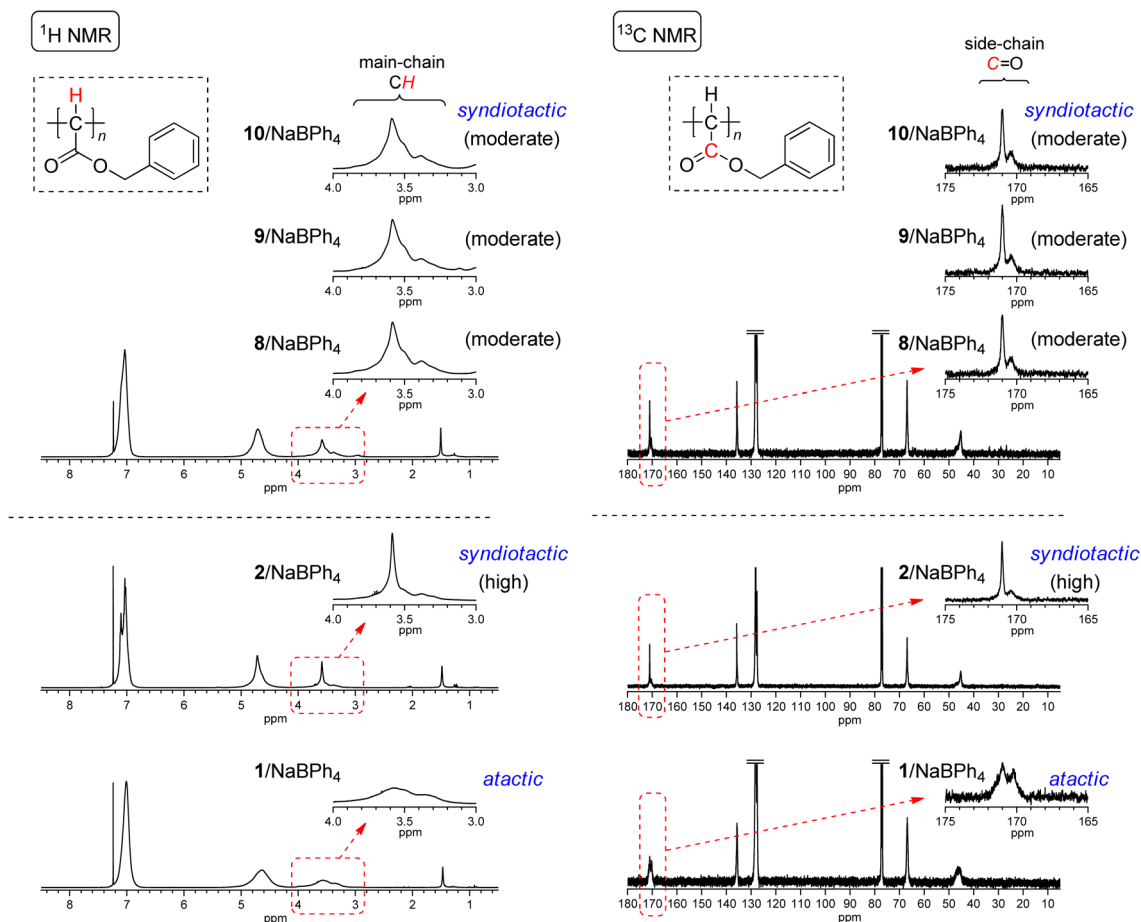 ¹H NMR
main-chain
CH
H
C
n
O
O
syndiotactic
10/NaBPh₄ (moderate)
4.0 3.5 3.0
ppm
9/NaBPh₄ (moderate)
4.0 3.5 3.0
ppm
8/NaBPh₄ (moderate)
4.0 3.5 3.0
ppm
8 7 6 5 4 3 2 1
ppm
syndiotactic
2/NaBPh₄ (high)
4.0 3.5 3.0
ppm
8 7 6 5 4 3 2 1
ppm
1/NaBPh₄ atactic
4.0 3.5 3.0
ppm
8 7 6 5 4 3 2 1
ppm
¹³C NMR
side-chain
C=O
H
C
n
O C O
syndiotactic
10/NaBPh₄ (moderate)
175 170 165
ppm
9/NaBPh₄ (moderate)
175 170 165
ppm
8/NaBPh₄ (moderate)
175 170 165
ppm
180 170 160 150 140 130 120 110 100 90 80 70 60 50 40 30 20 10
ppm
syndiotactic
2/NaBPh₄ (high)
175 170 165
ppm
180 170 160 150 140 130 120 110 100 90 80 70 60 50 40 30 20 10
ppm
1/NaBPh₄ atactic
175 170 165
ppm
180 170 160 150 140 130 120 110 100 90 80 70 60 50 40 30 20 10
ppm